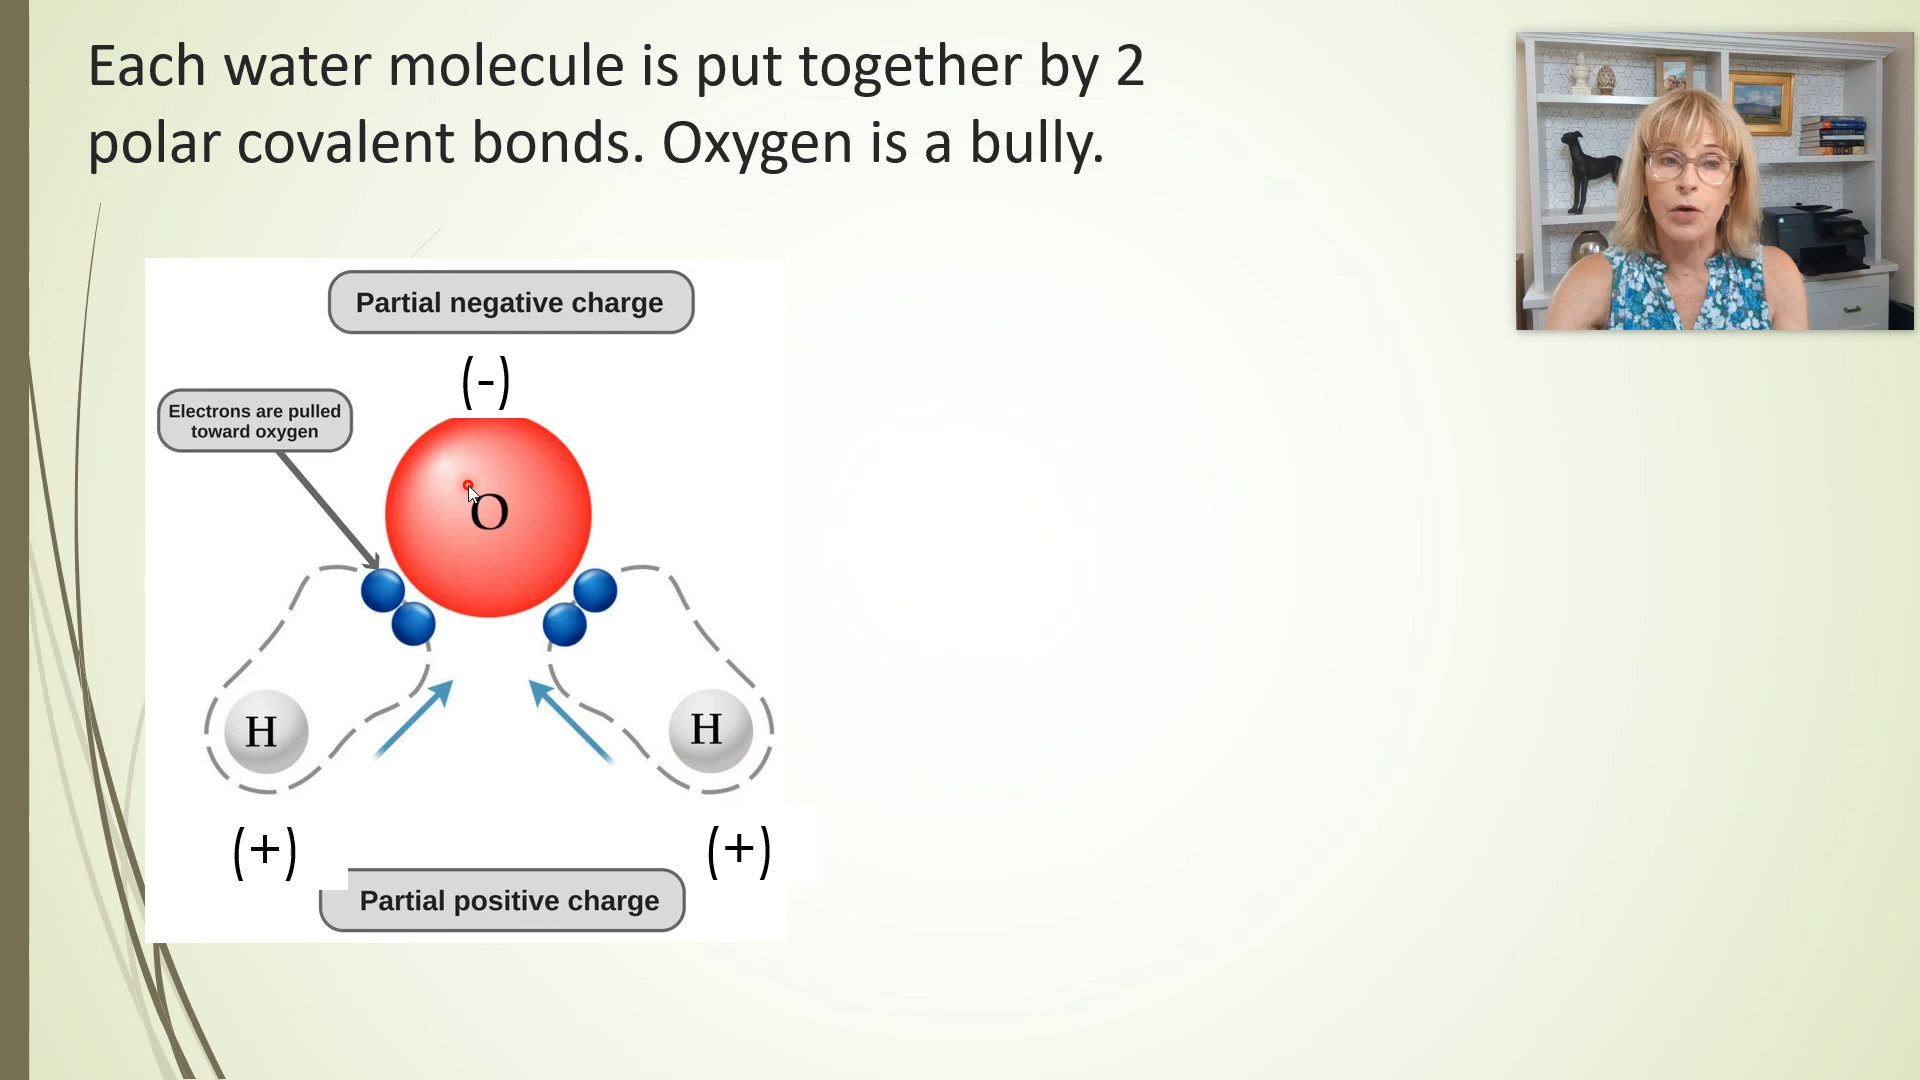 Each water molecule is put together by 2
polar covalent bonds. Oxygen is a bully.
Partial negative charge
(-)
Electrons are pulled
toward oxygen
O
H
H
(+)
(+)
Partial positive charge